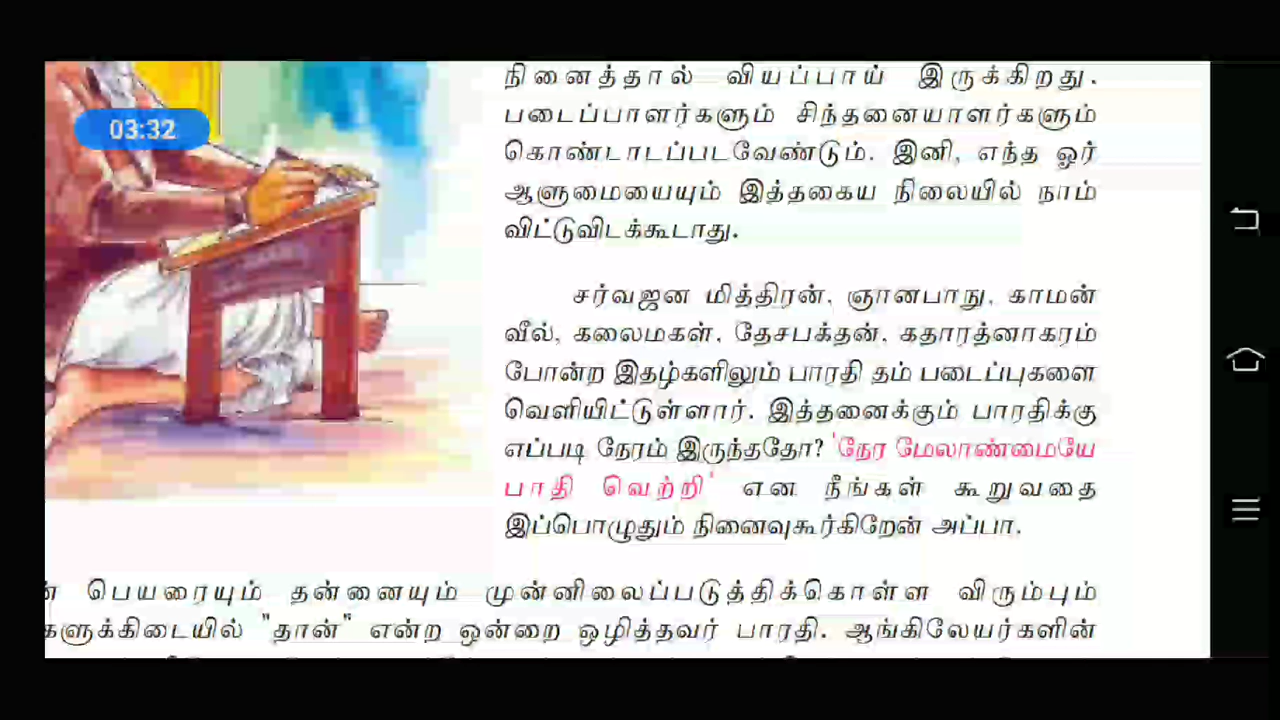 நினைத்தால் வியப்பாய் இருக்கிறது.
03:32
படைப்பாளர்களும் சிந்தனையாளர்களும்
கொண்டாடப்படவேண்டும். இனி, எந்த ஓர்
ஆளுமையையும் இத்தகைய நிலையில் நாம்
விட்டுவிடக்கூடாது.
சர்வஜன மித்திரன், ஞானபாநு, காமன்
வீல், கலைமகள், தேசபக்தன், கதாரத்னாகரம்
போன்ற இதழ்களிலும் பாரதி தம் படைப்புகளை
வெளியிட்டுள்ளார். இத்தனைக்கும் பாரதிக்கு
எப்படி நேரம் இருந்ததோ? 'நேர மேலாண்மையே
பாதி வெற்றி' என நீங்கள் கூறுவதை
இப்பொழுதும் நினைவுகூர்கிறேன் அப்பா.
பெயரையும் தன்னையும் முன்னிலைப்படுத்திக்கொள்ள விரும்பும்
களுக்கிடையில் "தான்" என்ற ஒன்றை ஒழித்தவர் பாரதி. ஆங்கிலேயர்களின்